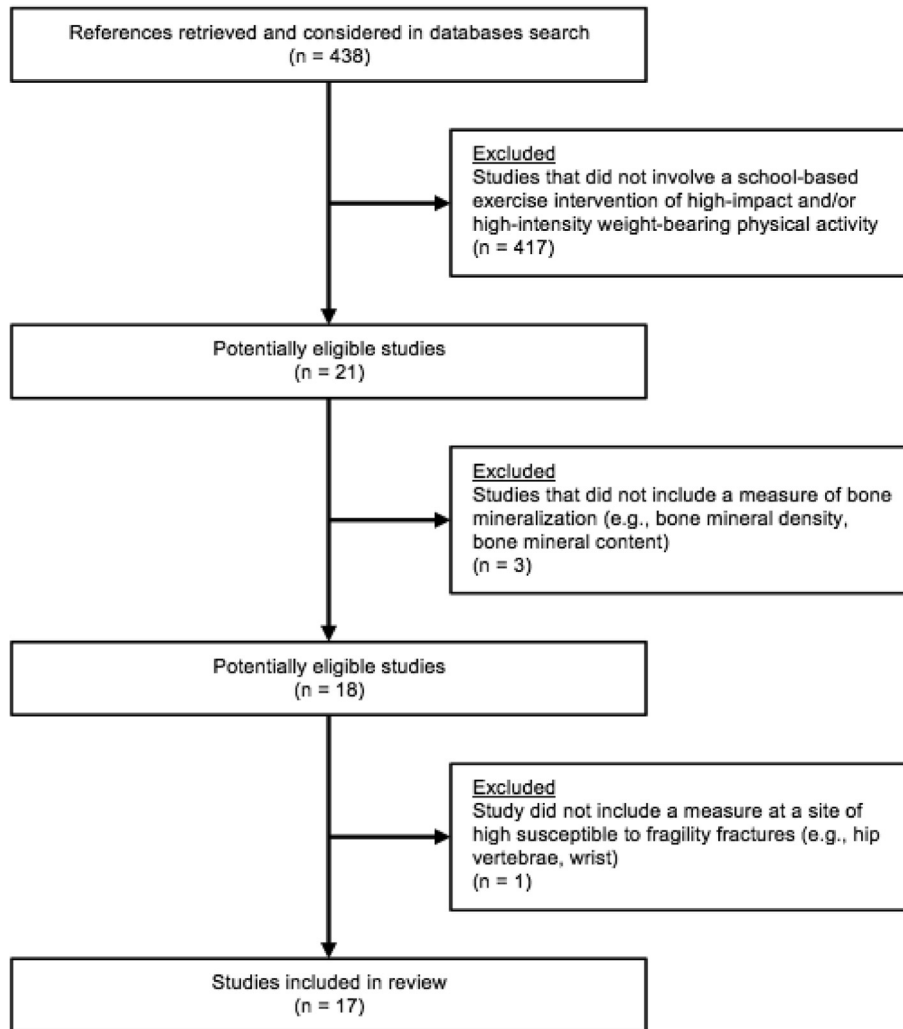 References retrieved and considered in databases search
(n = 438)
Excluded
Studies that did not involve a school-based
exercise intervention of high-impact and/or
high-intensity weight-bearing physical activity
(n = 417)
Potentially eligible studies
(n = 21)
Excluded
Studies that did not include a measure of bone
mineralization (e.g., bone mineral density,
bone mineral content)
(n = 3)
Potentially eligible studies
(n = 18)
Excluded
Study did not include a measure at a site of
high susceptible to fragility fractures (e.g., hip
vertebrae, wrist)
(n = 1)
Studies included in review
(n = 17)